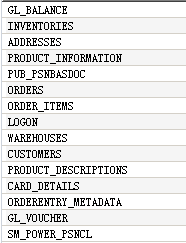 GL_BALANCE
INVENTORIES
ADDRESSES
PRODUCT_INFORMATION
PUB_PSNBASDOC
ORDERS
ORDER_ITEMS
LOGON
WAREHOUSES
CUSTOMERS
PRODUCT_DESCRIPTIONS
CARD_DETAILS
ORDERENTRY_METADATA
GL_VOUCHER
SM_POWER_PSNCL